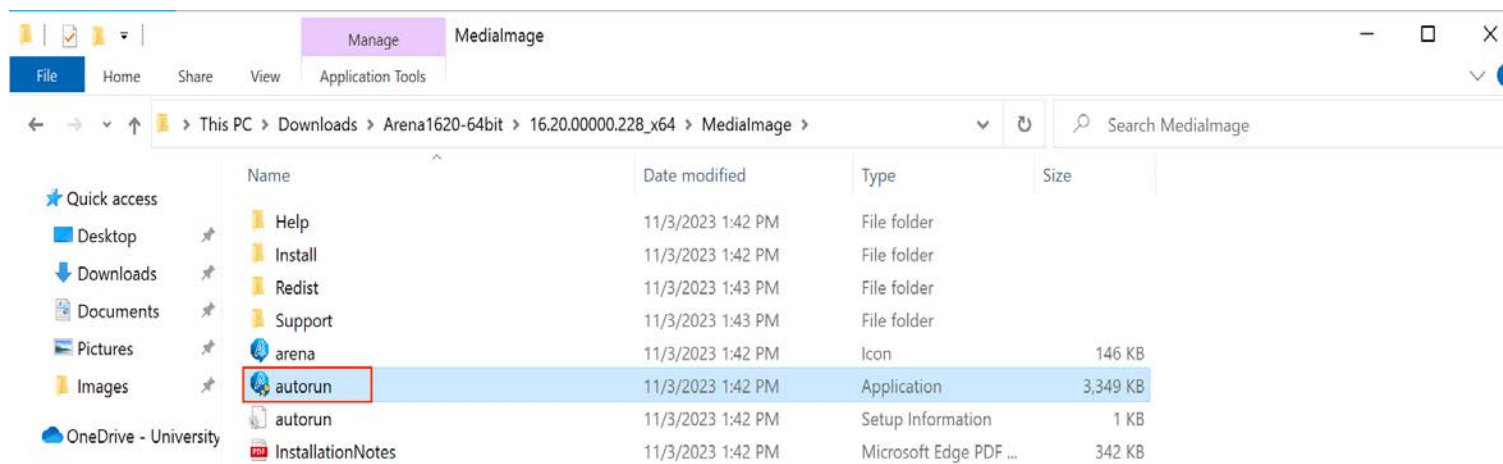 Manage MediaImage
File Home Share View Application Tools
This PC > Downloads > Arena1620-64bit > 16.20.00000.228_x64 > MediaImage > Search MediaImage
Name Date modified Type Size
Quick access
Help 11/3/2023 1:42 PM File folder
Desktop
Install 11/3/2023 1:42 PM File folder
Downloads
Redist 11/3/2023 1:43 PM File folder
Documents
Support 11/3/2023 1:43 PM File folder
Pictures
arena 11/3/2023 1:42 PM Icon 146 KB
Images
autorun 11/3/2023 1:42 PM Application 3,349 KB
autorun 11/3/2023 1:42 PM Setup Information 1 KB
OneDrive - University
InstallationNotes 11/3/2023 1:42 PM Microsoft Edge PDF ... 342 KB